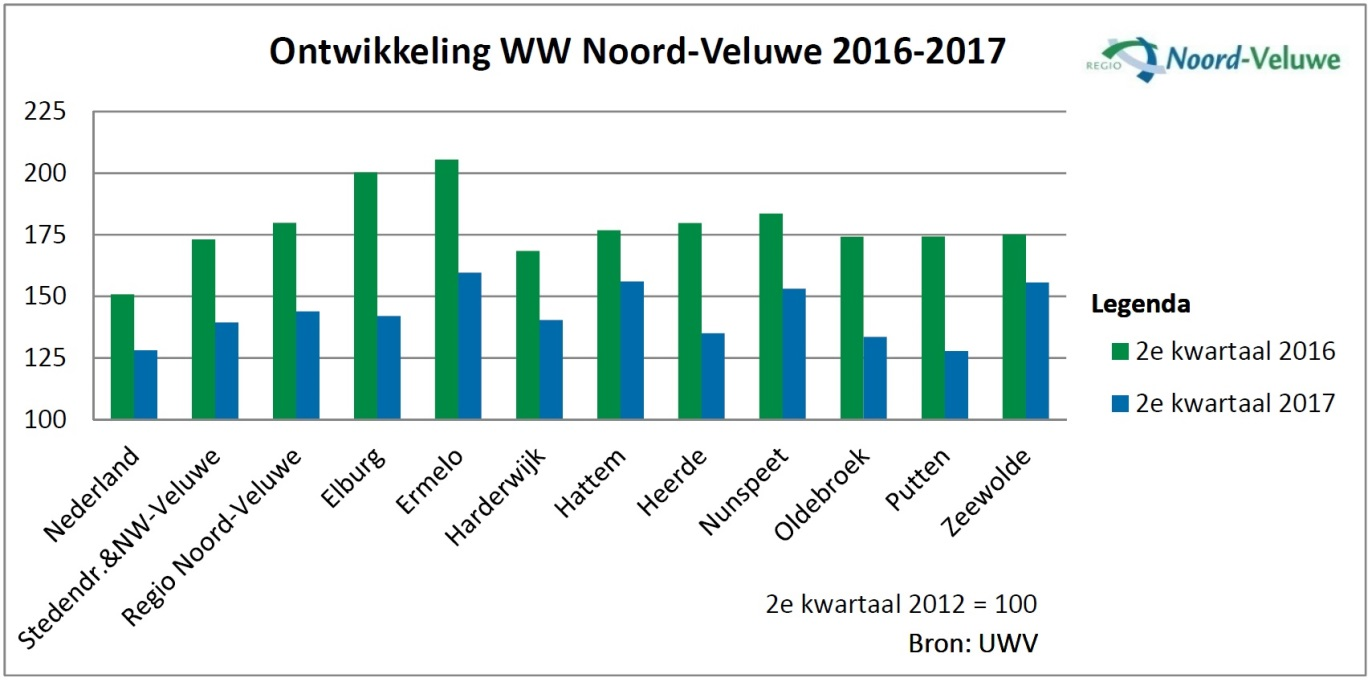 Ontwikkeling WW Noord-Veluwe 2016-2017
REGIO Noord-Veluwe
225
200
175
150
125
100
Nederland
Stedendr.&NW-Veluwe
Regio Noord-Veluwe
Elburg
Ermelo
Harderwijk
Hattem
Heerde
Nunspeet
Oldebroek
Putten
Zeewolde
Legenda
2e kwartaal 2016
2e kwartaal 2017
2e kwartaal 2012 = 100
Bron: UWV